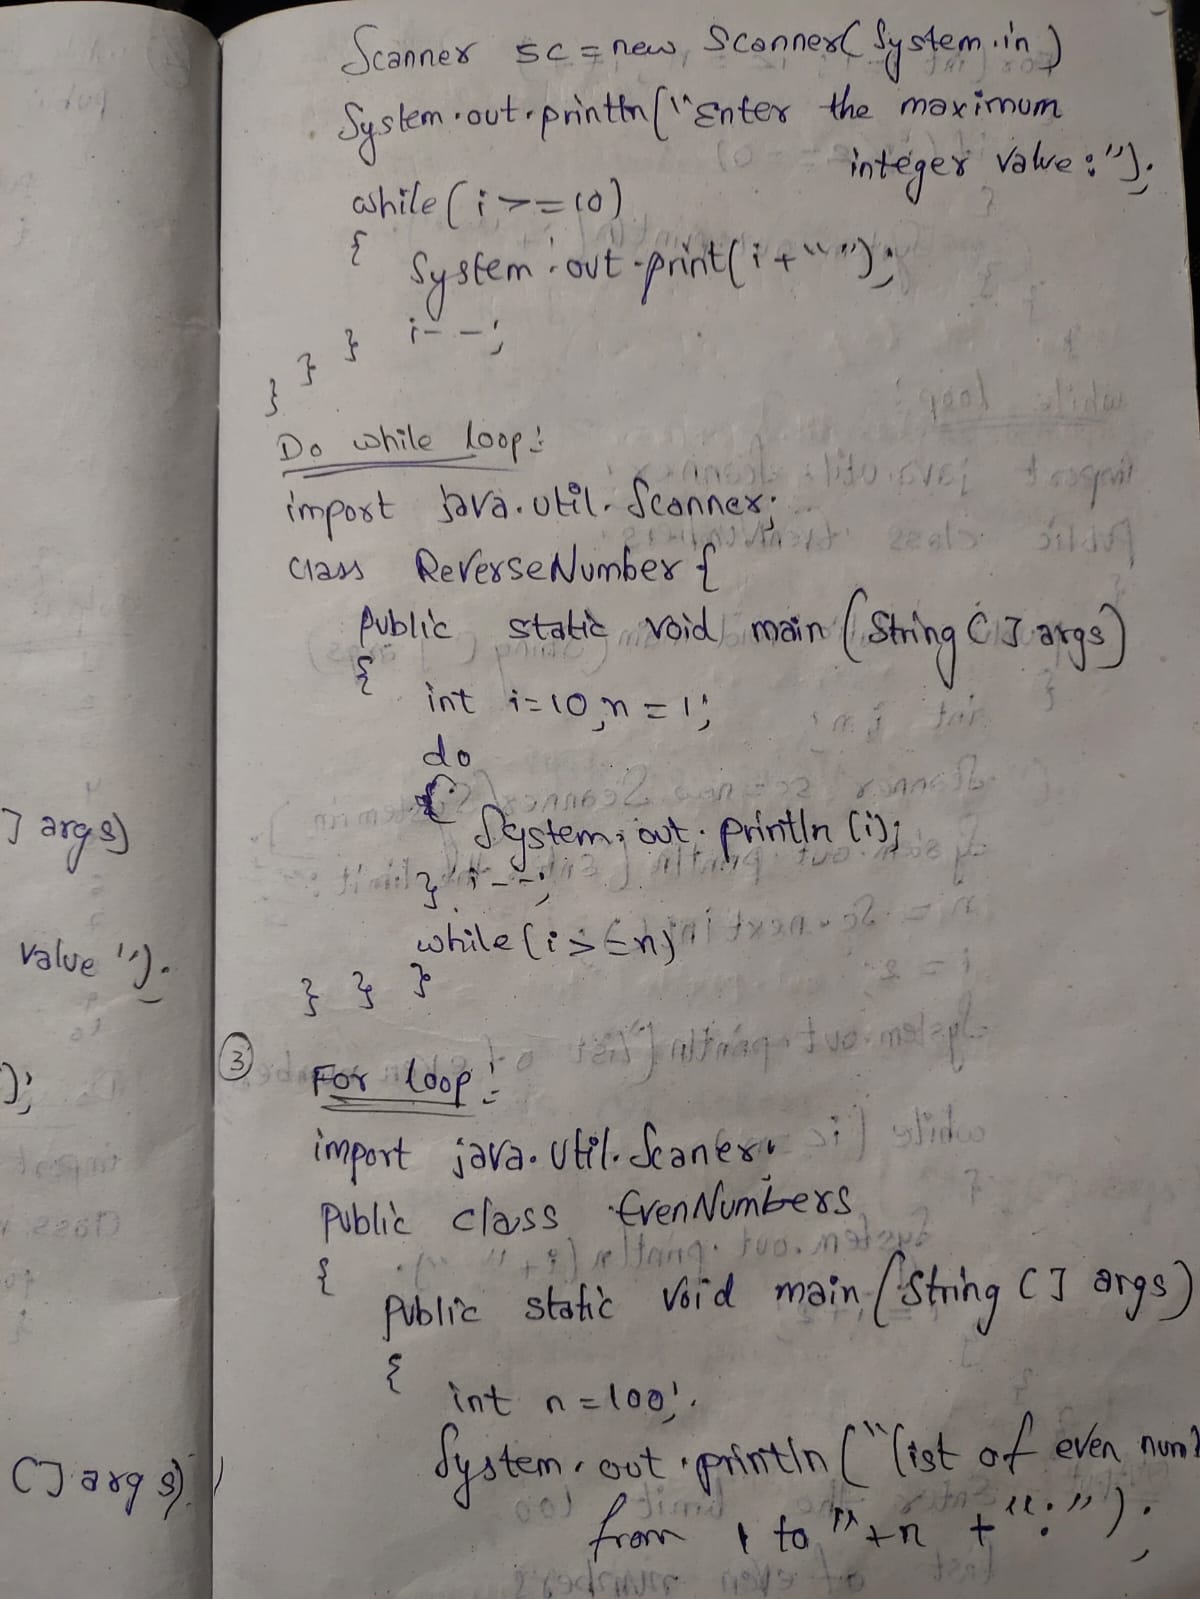 Scanner sc = new Scanner(System.in)
System.out.println("Enter the maximum
integer value:");
while(i>=10)
{
System.out.print(i+" ");
i--;
}
}
}
Do while loop:
import java.util.Scanner;
class ReverseNumber{
public static void main(String[] args)
{
int i=10,n=1;
do
{
System.out.println(i);
} i--;
while(i>=n)
} } }
3
For loop:
import java.util.Scaner.
public class EvenNumbers
{
public static void main(String[] args)
{
int n=100;
System.out.println("list of even num
from 1 to "+n +":");
] args)
value ");
);
[] args)